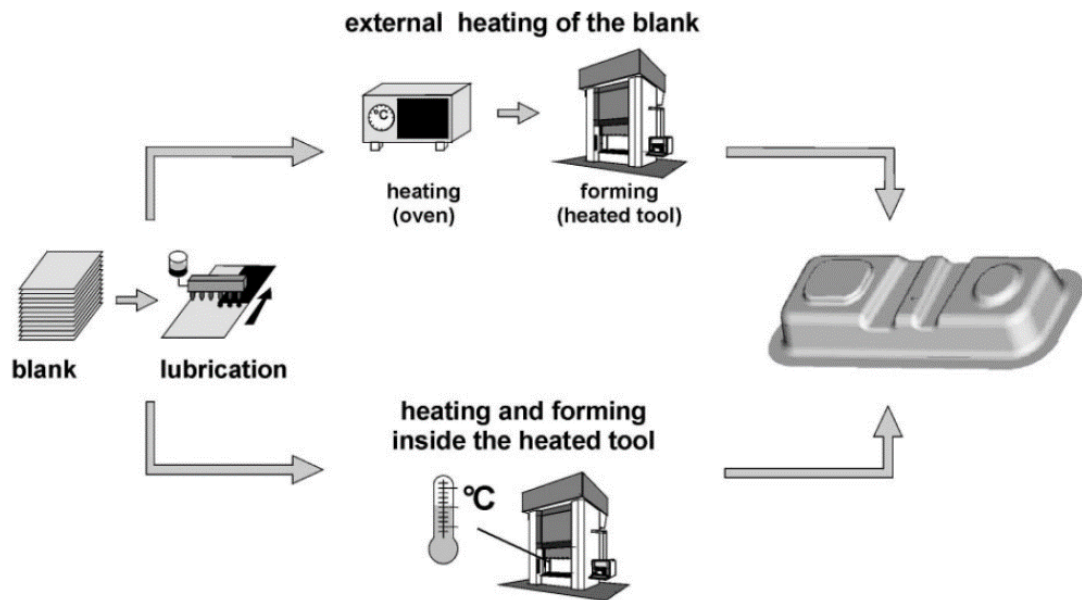 external heating of the blank
°C
heating
(oven)
forming
(heated tool)
blank
lubrication
heating and forming
inside the heated tool
°C